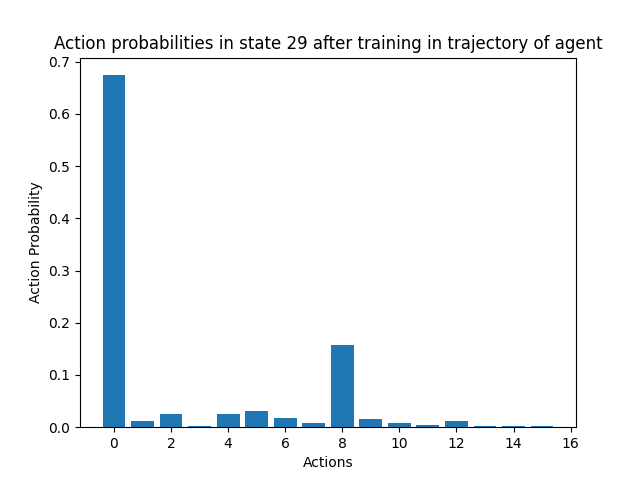 Action probabilities in state 29 after training in trajectory of agent
0.7
0.6
0.5
0.4
0.3
0.2
0.1
0.0
Action Probability
0 2 4 6 8 10 12 14 16
Actions